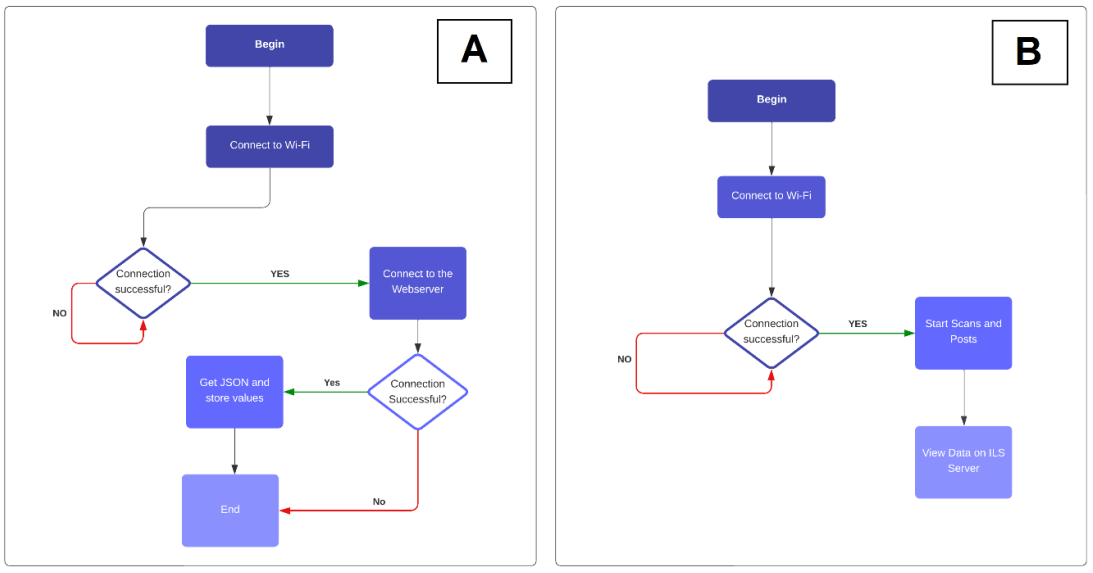 A
Begin
Connect to Wi-Fi
Connection
successful?
YES
NO
Connect to the
Webserver
Connection
Successful?
Yes
Get JSON and
store values
No
End
B
Begin
Connect to Wi-Fi
Connection
successful?
YES
NO
Start Scans and
Posts
View Data on ILS
Server